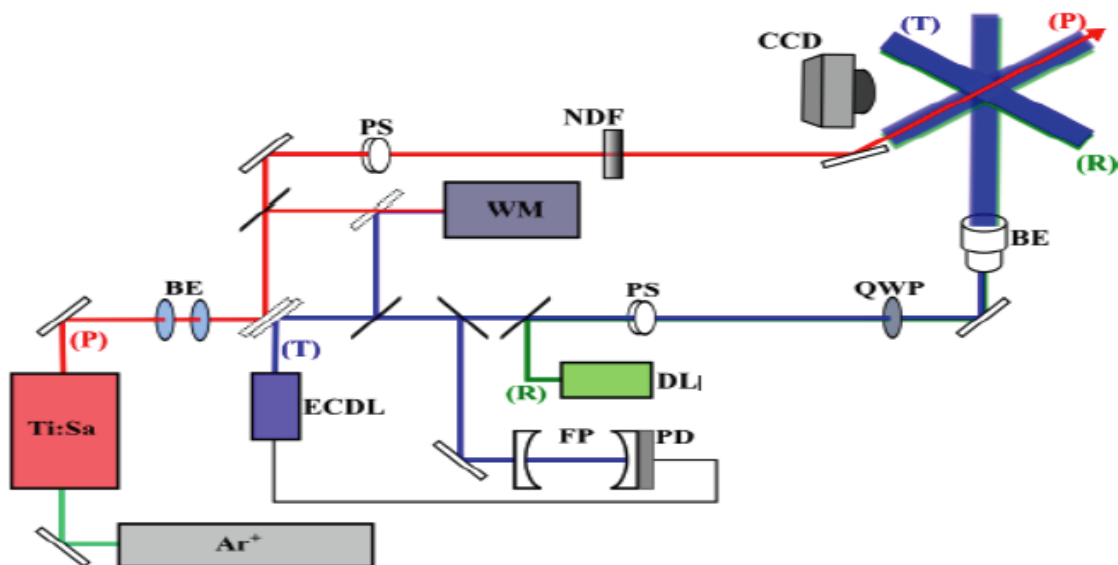 (T)
(P)
CCD
PS
NDF
(R)
WM
BE
BE
PS
QWP
(P)
(T)
(R)
DL
ECDL
Ti:Sa
FP
PD
Ar⁺